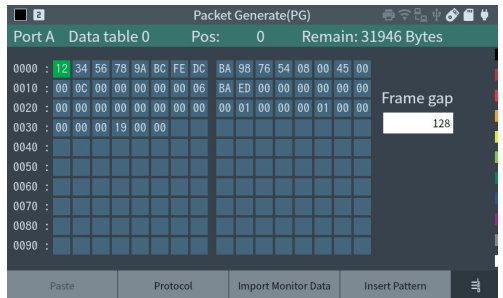 2 Packet Generate(PG)
Port A Data table 0 Pos: 0 Remain: 31946 Bytes
0000 : 12 34 56 78 9A BC FE DC BA 98 76 54 08 00 45 00
0010 : 00 0C 00 00 00 00 00 06 BA ED 00 00 00 00 00 00
0020 : 00 00 00 00 00 00 00 00 00 01 00 00 00 01 00 00
0030 : 00 00 00 19 00 00
0040 :
0050 :
0060 :
0070 :
0080 :
0090 :
Frame gap
128
Paste Protocol Import Monitor Data Insert Pattern